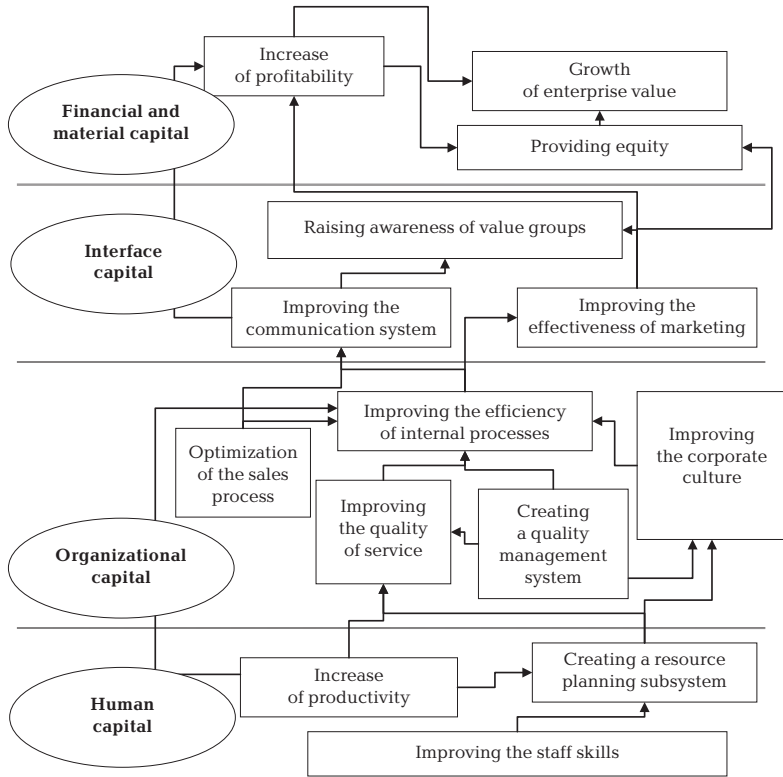 Increase
of profitability
Growth
of enterprise value
Financial and
material capital
Providing equity
Raising awareness of value groups
Interface
capital
Improving the
communication system
Improving the
effectiveness of marketing
Improving the efficiency
of internal processes
Improving
the corporate
culture
Optimization
of the sales
process
Improving
the quality
of service
Creating
a quality
management
system
Organizational
capital
Increase
of productivity
Creating a resource
planning subsystem
Human
capital
Improving the staff skills